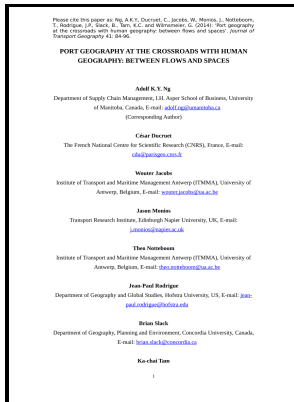 Please cite this paper as: Ng, A.K.Y, Ducruet, C., Jacobs, W., Monios, J., Notteboom,
T., Rodrigue, J.P., Slack, B., Tam, K.C. and Wilmsmeier, G. (2014): 'Port geography
at the crossroads with human geography: between flows and spaces'. Journal of
Transport Geography 41: 84-96.
PORT GEOGRAPHY AT THE CROSSROADS WITH HUMAN
GEOGRAPHY: BETWEEN FLOWS AND SPACES
Adolf K.Y. Ng
Department of Supply Chain Management, I.H. Asper School of Business, University
of Manitoba, Canada, E-mail: adolf.ng@umanitoba.ca
(Corresponding Author)
César Ducruet
The French National Centre for Scientific Research (CNRS), France, E-mail:
cdu@parisgeo.cnrs.fr
Wouter Jacobs
Institute of Transport and Maritime Management Antwerp (ITMMA), University of
Antwerp, Belgium, E-mail: wouter.jacobs@ua.ac.be
Jason Monios
Transport Research Institute, Edinburgh Napier University, UK, E-mail:
j.monios@napier.ac.uk
Theo Notteboom
Institute of Transport and Maritime Management Antwerp (ITMMA), University of
Antwerp, Belgium, E-mail: theo.notteboom@ua.ac.be
Jean-Paul Rodrigue
Department of Geography and Global Studies, Hofstra University, US, E-mail: jean-
paul.rodrigue@hofstra.edu
Brian Slack
Department of Geography, Planning and Environment, Concordia University, Canada,
E-mail: brian.slack@concordia.ca
Ka-chai Tam
1